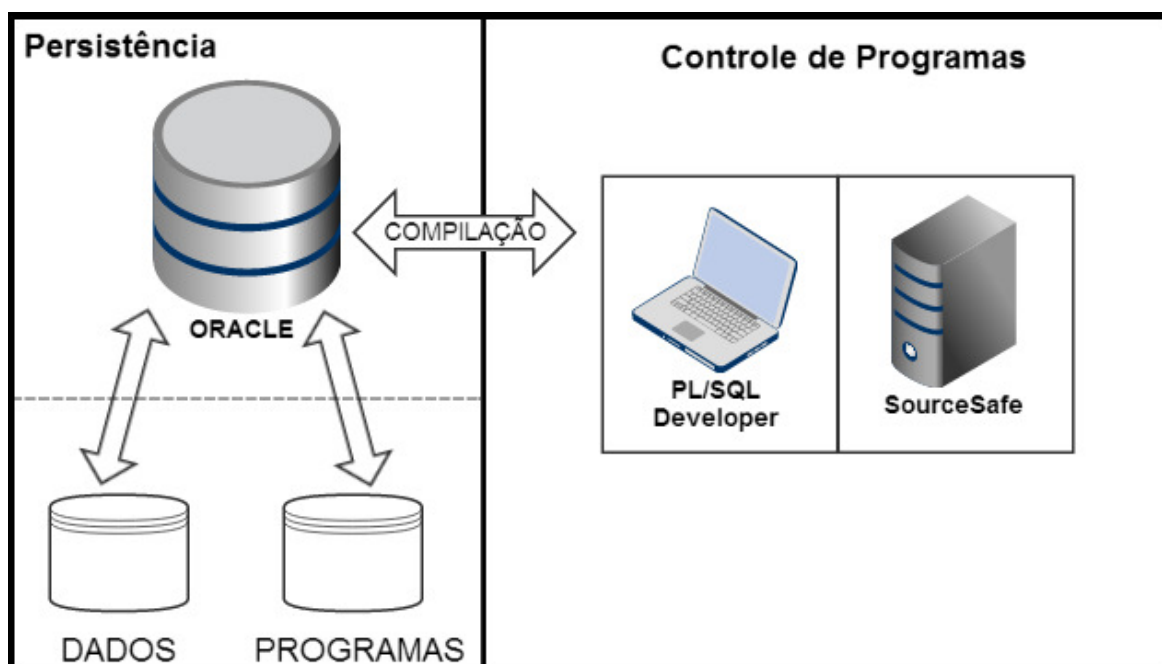 Persistência
Controle de Programas
COMPILAÇÃO
ORACLE
PL/SQL
Developer
SourceSafe
DADOS
PROGRAMAS